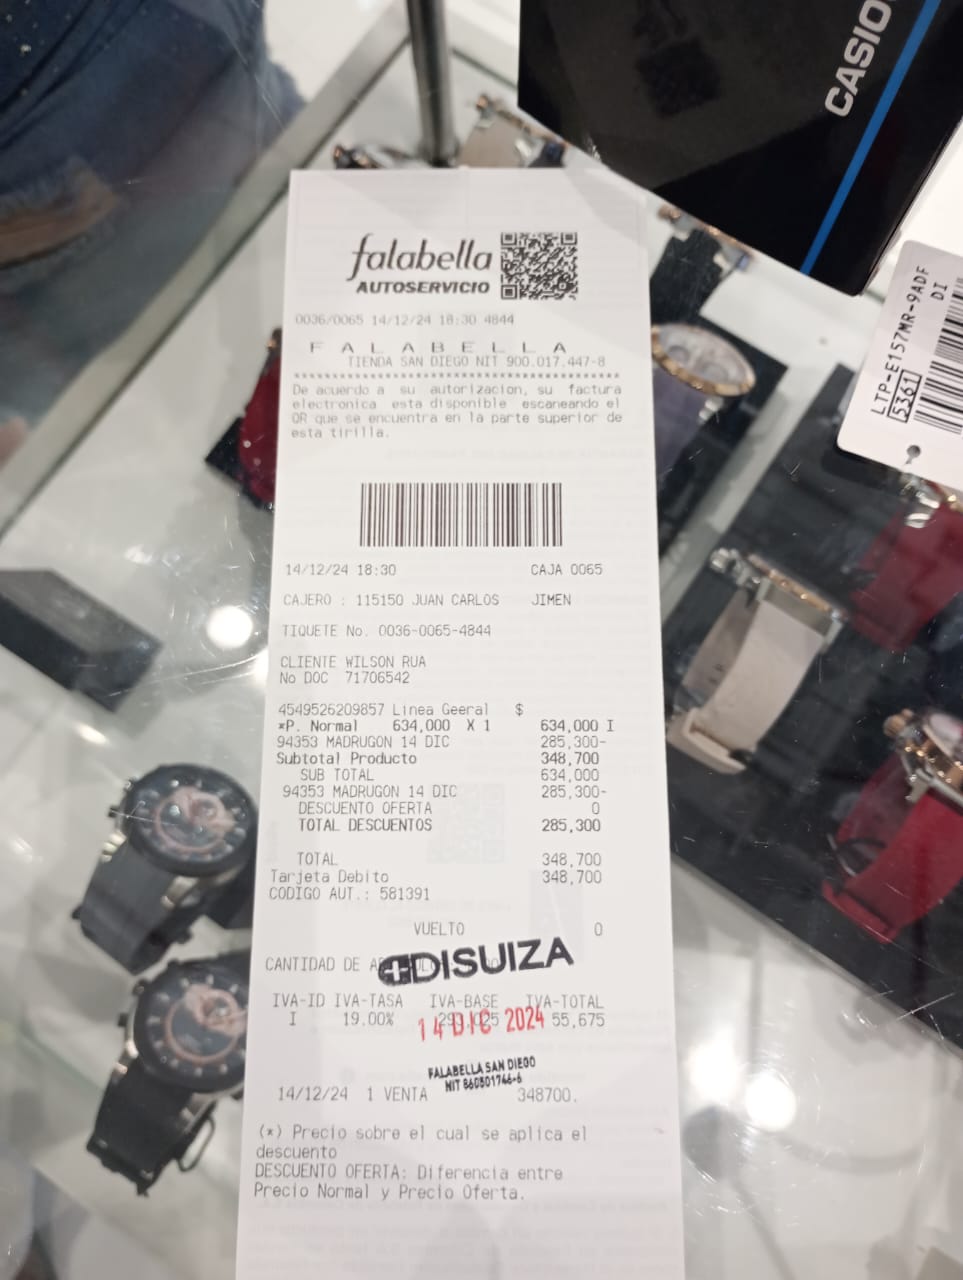 CASIO
LTP-E157MR-9ADF
DI
5361
falabella
AUTOSERVICIO
0036/0065 14/12/24 18:30 4844
F A L A B E L L A
TIENDA SAN DIEGO NIT 900.017.447-8
De acuerdo a su autorizacion, su factura
electronica esta disponible escaneando el
QR que se encuentra en la parte superior de
esta tirilla.
14/12/24 18:30 CAJA 0065
CAJERO : 115150 JUAN CARLOS JIMEN
TIQUETE No. 0036-0065-4844
CLIENTE WILSON RUA
No DOC 71706542
4549526209857 Linea Geeral $
*P. Normal 634,000 X 1 634,000 I
94353 MADRUGON 14 DIC 285,300-
Subtotal Producto 348,700
SUB TOTAL 634,000
94353 MADRUGON 14 DIC 285,300-
DESCUENTO OFERTA 0
TOTAL DESCUENTOS 285,300
TOTAL 348,700
Tarjeta Debito 348,700
CODIGO AUT.: 581391
VUELTO 0
CANTIDAD DE
DISUIZA
IVA-ID IVA-TASA IVA-BASE IVA-TOTAL
I 19.00% 55,675
14 DIC 2024
FALABELLA SAN DIEGO
NIT 860501746-6
14/12/24 1 VENTA 348700.
(*) Precio sobre el cual se aplica el
descuento
DESCUENTO OFERTA: Diferencia entre
Precio Normal y Precio Oferta.